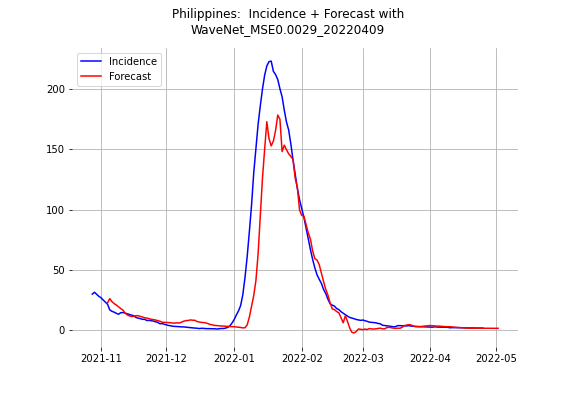 Philippines:  Incidence + Forecast with
WaveNet_MSE0.0029_20220409
Incidence
Forecast
200
150
100
50
0
2021-11 2021-12 2022-01 2022-02 2022-03 2022-04 2022-05